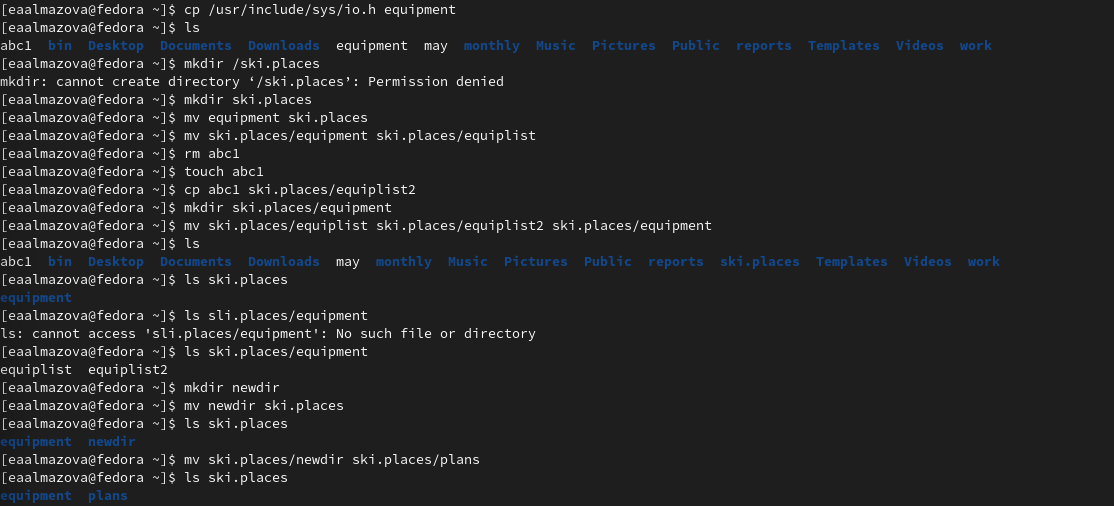 [eaalmazova@fedora ~]$ cp /usr/include/sys/io.h equipment
[eaalmazova@fedora ~]$ ls
abc1  bin  Desktop  Documents  Downloads  equipment  may  monthly  Music  Pictures  Public  reports  Templates  Videos  work
[eaalmazova@fedora ~]$ mkdir /ski.places
mkdir: cannot create directory ‘/ski.places’: Permission denied
[eaalmazova@fedora ~]$ mkdir ski.places
[eaalmazova@fedora ~]$ mv equipment ski.places
[eaalmazova@fedora ~]$ mv ski.places/equipment ski.places/equiplist
[eaalmazova@fedora ~]$ rm abc1
[eaalmazova@fedora ~]$ touch abc1
[eaalmazova@fedora ~]$ cp abc1 ski.places/equiplist2
[eaalmazova@fedora ~]$ mkdir ski.places/equipment
[eaalmazova@fedora ~]$ mv ski.places/equiplist ski.places/equiplist2 ski.places/equipment
[eaalmazova@fedora ~]$ ls
abc1  bin  Desktop  Documents  Downloads  may  monthly  Music  Pictures  Public  reports  ski.places  Templates  Videos  work
[eaalmazova@fedora ~]$ ls ski.places
equipment
[eaalmazova@fedora ~]$ ls sli.places/equipment
ls: cannot access 'sli.places/equipment': No such file or directory
[eaalmazova@fedora ~]$ ls ski.places/equipment
equiplist  equiplist2
[eaalmazova@fedora ~]$ mkdir newdir
[eaalmazova@fedora ~]$ mv newdir ski.places
[eaalmazova@fedora ~]$ ls ski.places
equipment  newdir
[eaalmazova@fedora ~]$ mv ski.places/newdir ski.places/plans
[eaalmazova@fedora ~]$ ls ski.places
equipment  plans